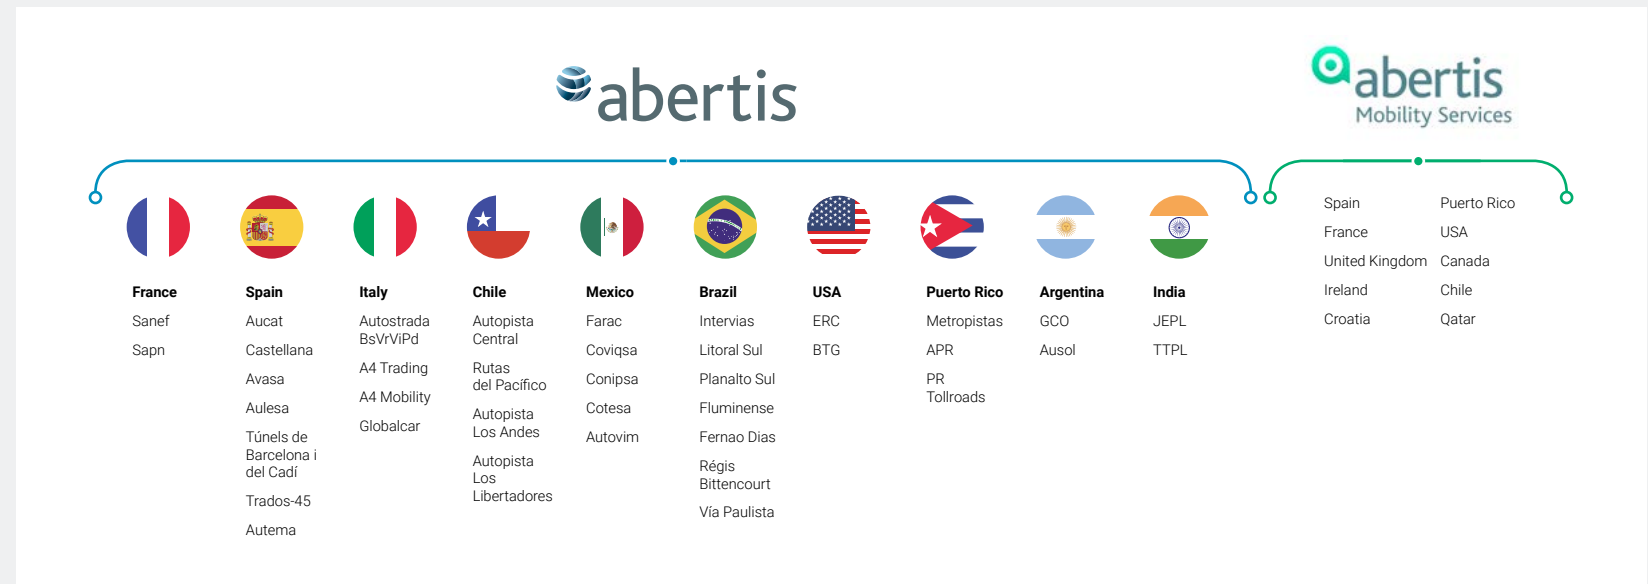 abertis
abertis
Mobility Services
France
Sanef
Sapn
Spain
Aucat
Castellana
Avasa
Aulesa
Túnels de
Barcelona i
del Cadí
Trados-45
Autema
Italy
Autostrada
BsVrViPd
A4 Trading
A4 Mobility
Globalcar
Chile
Autopista
Central
Rutas
del Pacífico
Autopista
Los Andes
Autopista
Los
Libertadores
Mexico
Farac
Coviqsa
Conipsa
Cotesa
Autovim
Brazil
Intervias
Litoral Sul
Planalto Sul
Fluminense
Fernao Dias
Régis
Bittencourt
Vía Paulista
USA
ERC
BTG
Puerto Rico
Metropistas
APR
PR
Tollroads
Argentina
GCO
Ausol
India
JEPL
TTPL
Spain
France
United Kingdom
Ireland
Croatia
Puerto Rico
USA
Canada
Chile
Qatar